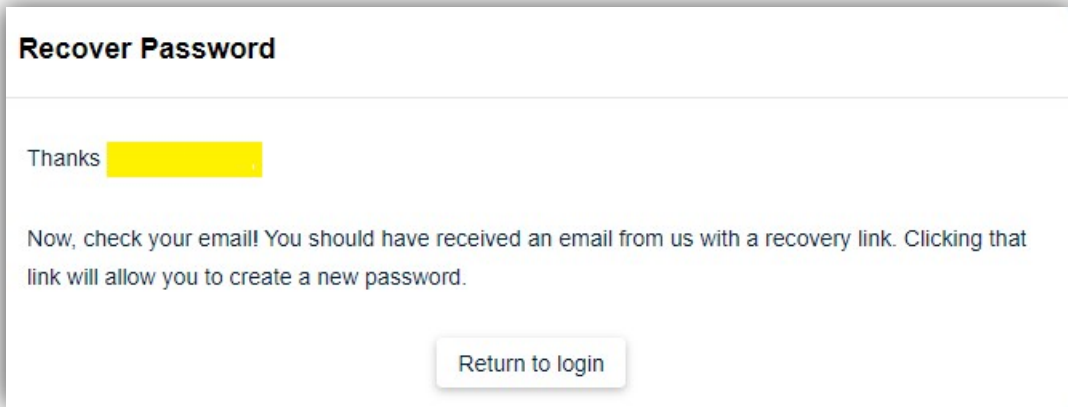 Recover Password
Thanks
Now, check your email! You should have received an email from us with a recovery link. Clicking that
link will allow you to create a new password.
Return to login